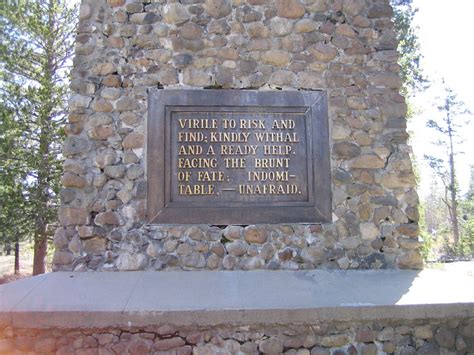 VIRILE TO RISK AND
FIND; KINDLY WITHAL
AND A READY HELP.
FACING THE BRUNT
OF FATE; INDOMI-
TABLE, — UNAFRAID.